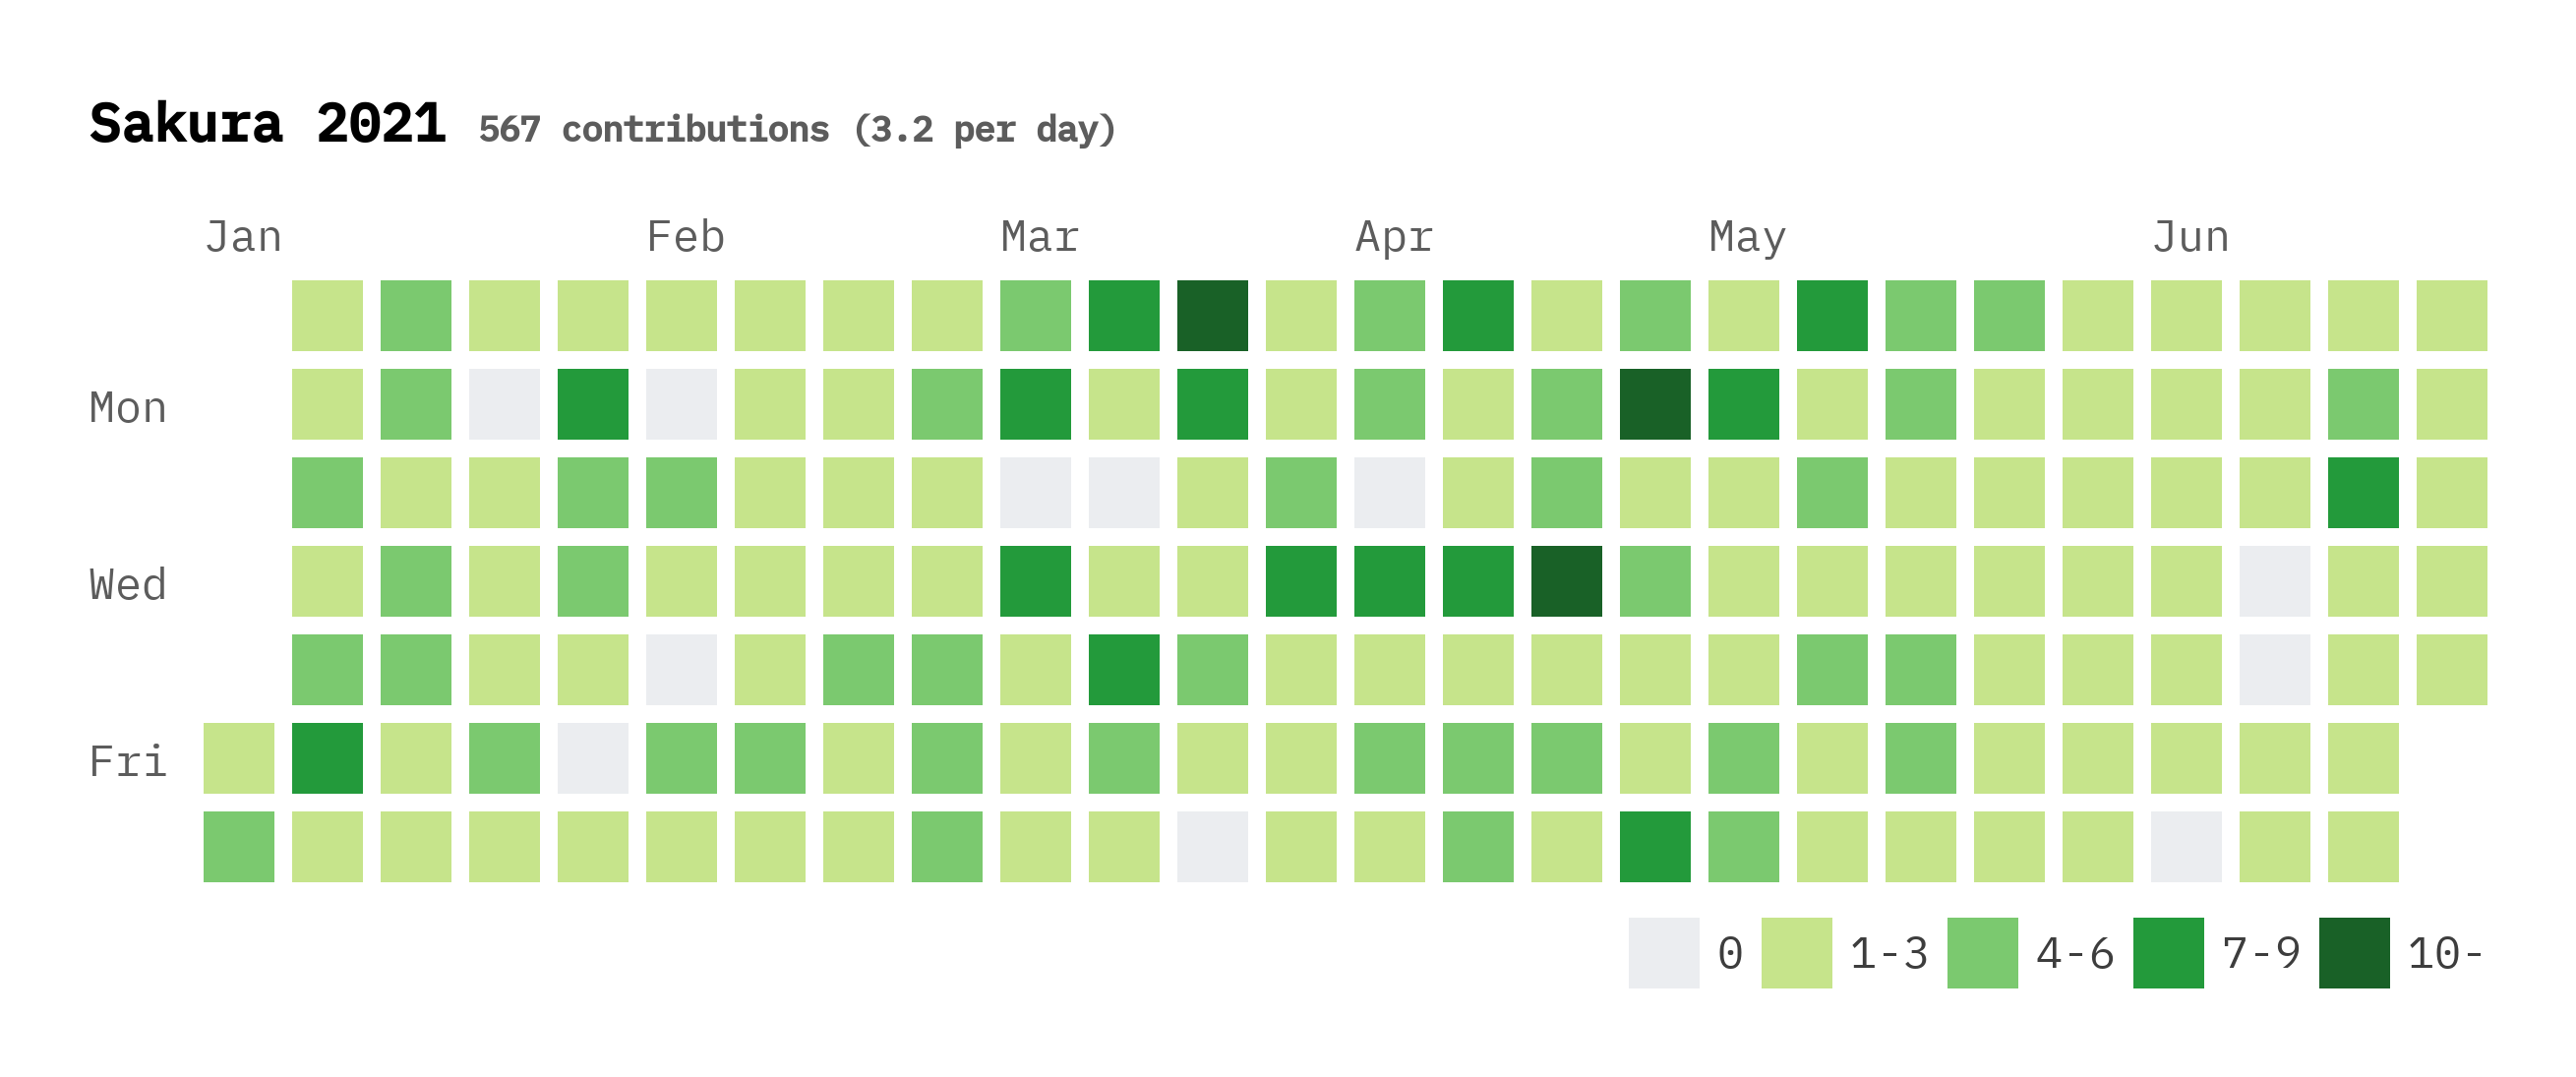 Sakura 2021 567 contributions (3.2 per day)
Jan Feb Mar Apr May Jun
Mon
Wed
Fri
0 1-3 4-6 7-9 10-